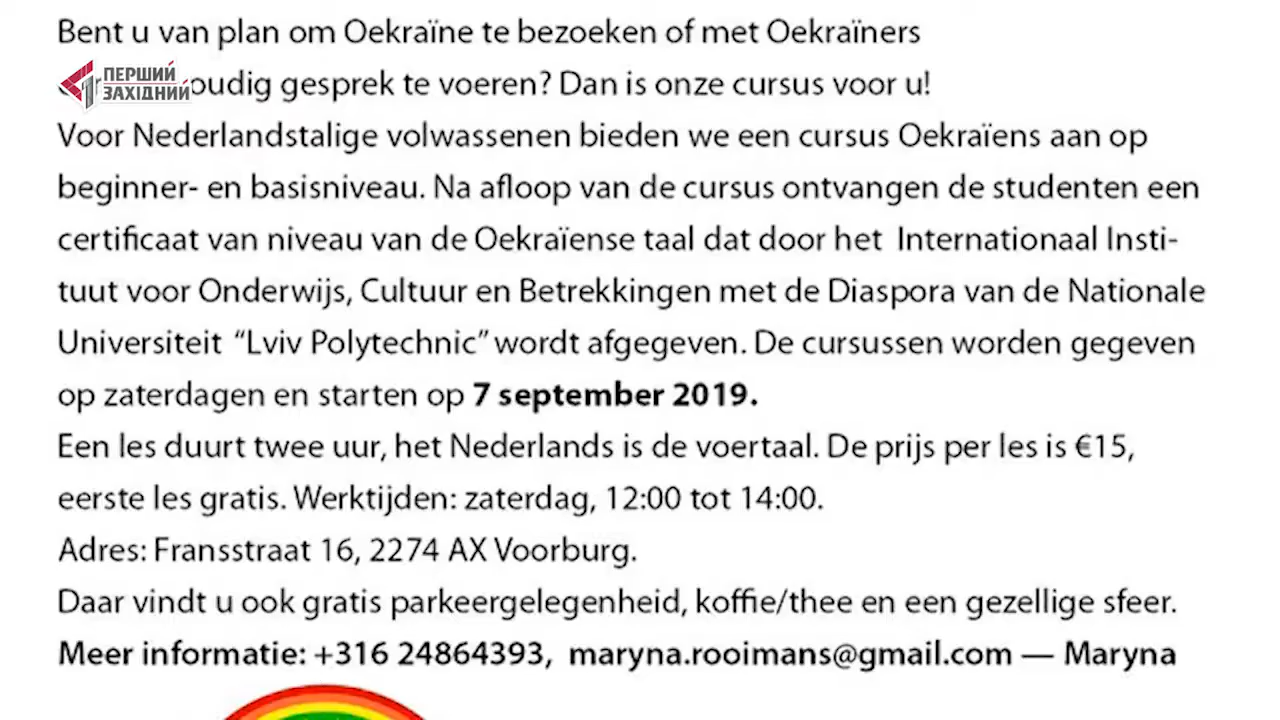 Bent u van plan om Oekraïne te bezoeken of met Oekraïners
ПЕРШИЙ
ЗАХІДНИЙ
oudig gesprek te voeren? Dan is onze cursus voor u!
Voor Nederlandstalige volwassenen bieden we een cursus Oekraïens aan op
beginner- en basisniveau. Na afloop van de cursus ontvangen de studenten een
certificaat van niveau van de Oekraïense taal dat door het Internationaal Insti-
tuut voor Onderwijs, Cultuur en Betrekkingen met de Diaspora van de Nationale
Universiteit “Lviv Polytechnic” wordt afgegeven. De cursussen worden gegeven
op zaterdagen en starten op 7 september 2019.
Een les duurt twee uur, het Nederlands is de voertaal. De prijs per les is €15,
eerste les gratis. Werktijden: zaterdag, 12:00 tot 14:00.
Adres: Fransstraat 16, 2274 AX Voorburg.
Daar vindt u ook gratis parkeergelegenheid, koffie/thee en een gezellige sfeer.
Meer informatie: +316 24864393, maryna.rooimans@gmail.com — Maryna